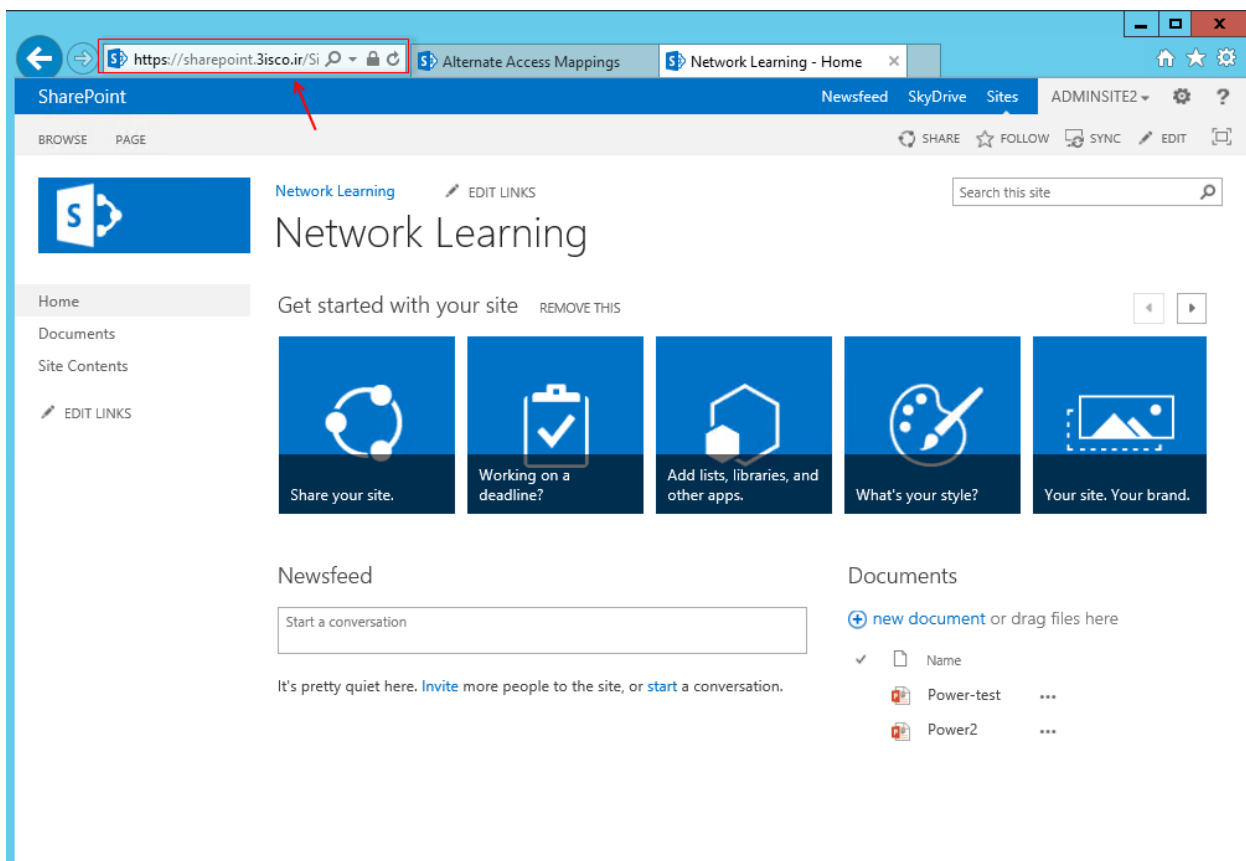 https://sharepoint.3isco.ir/Si
Alternate Access Mappings
Network Learning - Home
SharePoint
Newsfeed SkyDrive Sites ADMINSITE2 ?
BROWSE PAGE
SHARE FOLLOW SYNC EDIT
S
Network Learning EDIT LINKS
Search this site
Network Learning
Home
Documents
Site Contents
EDIT LINKS
Get started with your site REMOVE THIS
Share your site.
Working on a
deadline?
Add lists, libraries, and
other apps.
What's your style?
Your site. Your brand.
Newsfeed
Start a conversation
It's pretty quiet here. Invite more people to the site, or start a conversation.
Documents
new document or drag files here
Name
Power-test ...
Power2 ...